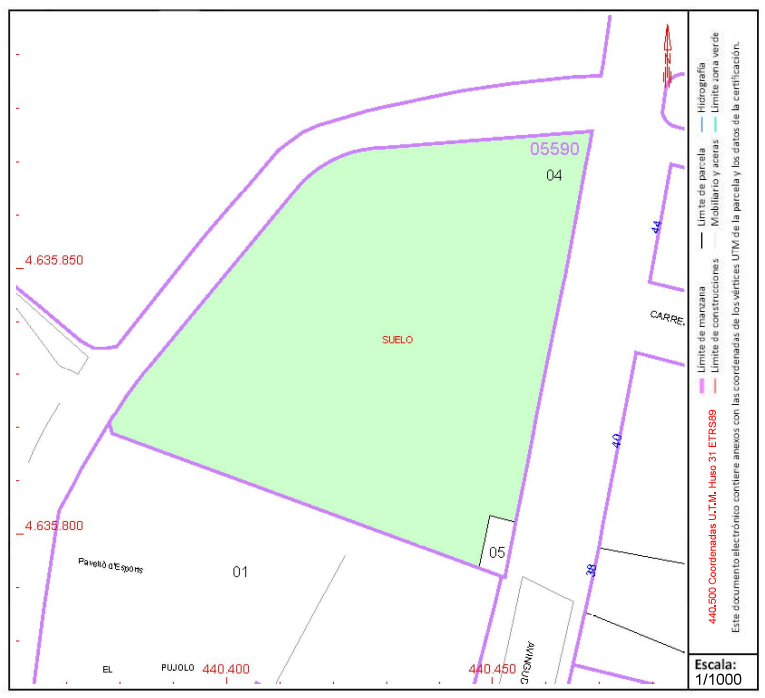 05590
04
4.635.850
44
SUELO
CARRE.
40
4.635.800
05
Pavelló d'Esports
01
38
EL PUJOLO
440.400
440.450
AVINGUD
Límite de manzana
Límite de parcela
Hidrografía
Límite de construcciones
Mobiliario y aceras
Límite zona verde
440.500 Coordenadas U.T.M. Huso 31 ETRS89
Este documento electrónico contiene anexos con las coordenadas de los vértices UTM de la parcela y los datos de la certificación.
Escala:
1/1000